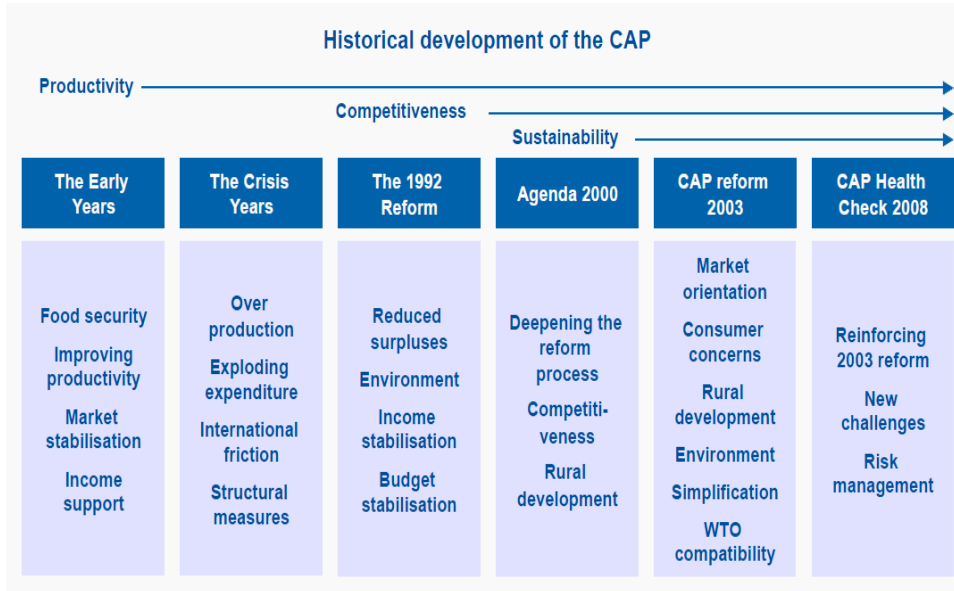 Historical development of the CAP
Productivity
Competitiveness
Sustainability
The Early
Years
The Crisis
Years
The 1992
Reform
Agenda 2000
CAP reform
2003
CAP Health
Check 2008
Food security
Improving
productivity
Market
stabilisation
Income
support
Over
production
Exploding
expenditure
International
friction
Structural
measures
Reduced
surpluses
Environment
Income
stabilisation
Budget
stabilisation
Deepening the
reform
process
Competiti-
veness
Rural
development
Market
orientation
Consumer
concerns
Rural
development
Environment
Simplification
WTO
compatibility
Reinforcing
2003 reform
New
challenges
Risk
management